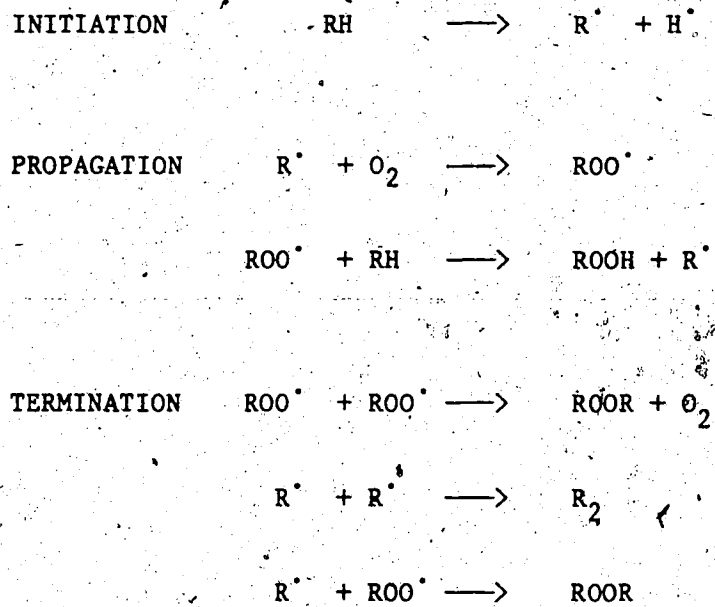 INITIATION RH ⟶ R˙ + H˙
PROPAGATION R˙ + O₂ ⟶ ROO˙
ROO˙ + RH ⟶ ROOH + R˙
TERMINATION ROO˙ + ROO˙ ⟶ ROOR + O₂
R˙ + R˙ ⟶ R₂
R˙ + ROO˙ ⟶ ROOR